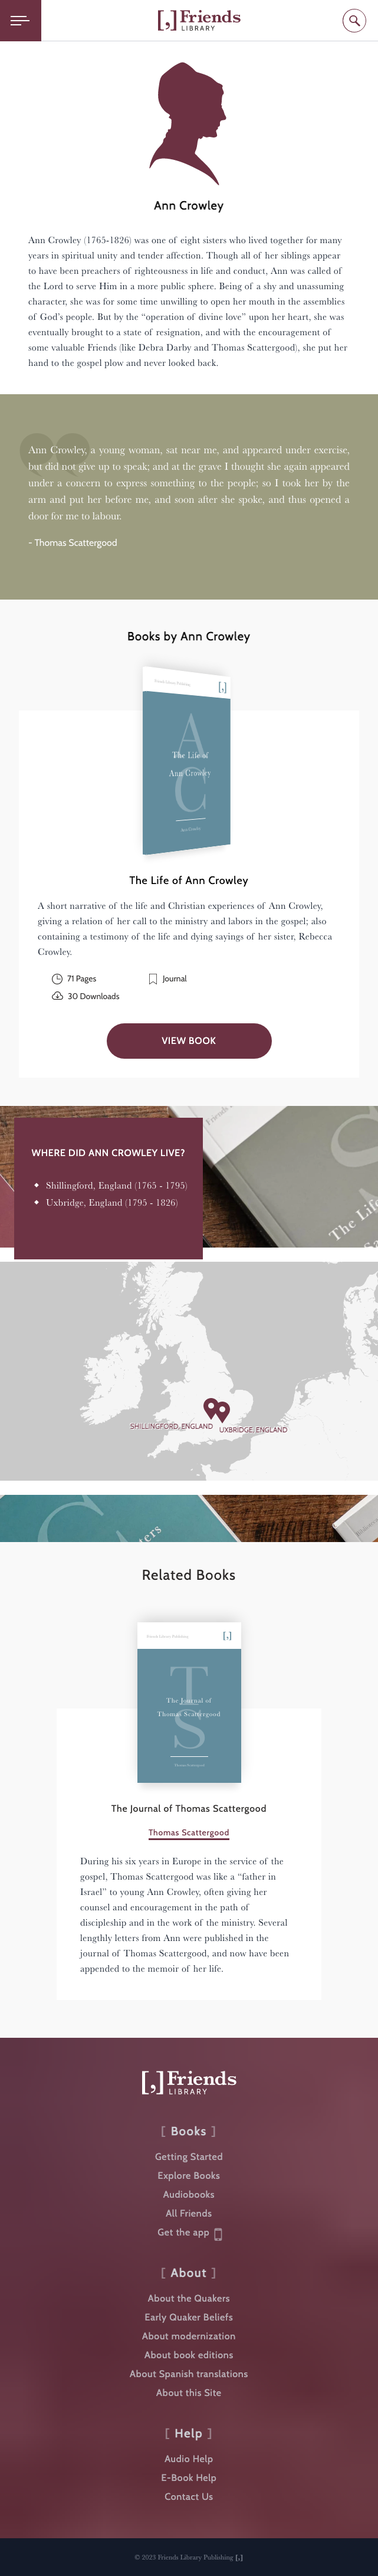 [,] Friends
LIBRARY
Ann Crowley
Ann Crowley (1765-1826) was one of eight sisters who lived together for many
years in spiritual unity and tender affection. Though all of her siblings appear
to have been preachers of righteousness in life and conduct, Ann was called of
the Lord to serve Him in a more public sphere. Being of a shy and unassuming
character, she was for some time unwilling to open her mouth in the assemblies
of God’s people. But by the “operation of divine love” upon her heart, she was
eventually brought to a state of resignation, and with the encouragement of
some valuable Friends (like Debra Darby and Thomas Scattergood), she put her
hand to the gospel plow and never looked back.
Ann Crowley, a young woman, sat near me, and appeared under exercise,
but did not give up to speak; and at the grave I thought she again appeared
under a concern to express something to the people; so I took her by the
arm and put her before me, and soon after she spoke, and thus opened a
door for me to labour.
- Thomas Scattergood
Books by Ann Crowley
Friends Library Publishing
[,]
AC
The Life of
Ann Crowley
Ann Crowley
The Life of Ann Crowley
A short narrative of the life and Christian experiences of Ann Crowley,
giving a relation of her call to the ministry and labors in the gospel; also
containing a testimony of the life and dying sayings of her sister, Rebecca
Crowley.
71 Pages
Journal
30 Downloads
VIEW BOOK
Friends
The Life
WHERE DID ANN CROWLEY LIVE?
Shillingford, England (1765 - 1795)
Uxbridge, England (1795 - 1826)
SHILLINGFORD, ENGLAND
UXBRIDGE, ENGLAND
Related Books
Friends Library Publishing
[,]
TS
The Journal of
Thomas Scattergood
Thomas Scattergood
The Journal of Thomas Scattergood
Thomas Scattergood
During his six years in Europe in the service of the
gospel, Thomas Scattergood was like a “father in
Israel” to young Ann Crowley, often giving her
counsel and encouragement in the path of
discipleship and in the work of the ministry. Several
lengthly letters from Ann were published in the
journal of Thomas Scattergood, and now have been
appended to the memoir of her life.
[,] Friends
LIBRARY
[ Books ]
Getting Started
Explore Books
Audiobooks
All Friends
Get the app
[ About ]
About the Quakers
Early Quaker Beliefs
About modernization
About book editions
About Spanish translations
About this Site
[ Help ]
Audio Help
E-Book Help
Contact Us
© 2023 Friends Library Publishing [,]